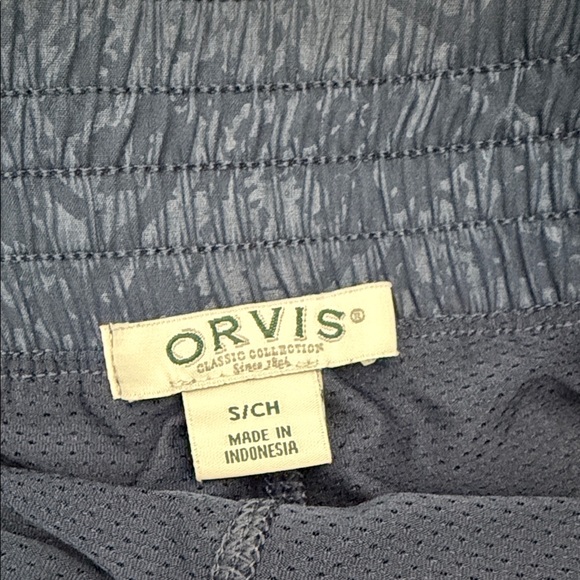 ORVIS®
CLASSIC COLLECTION
Since 1856
S/CH
MADE IN
INDONESIA